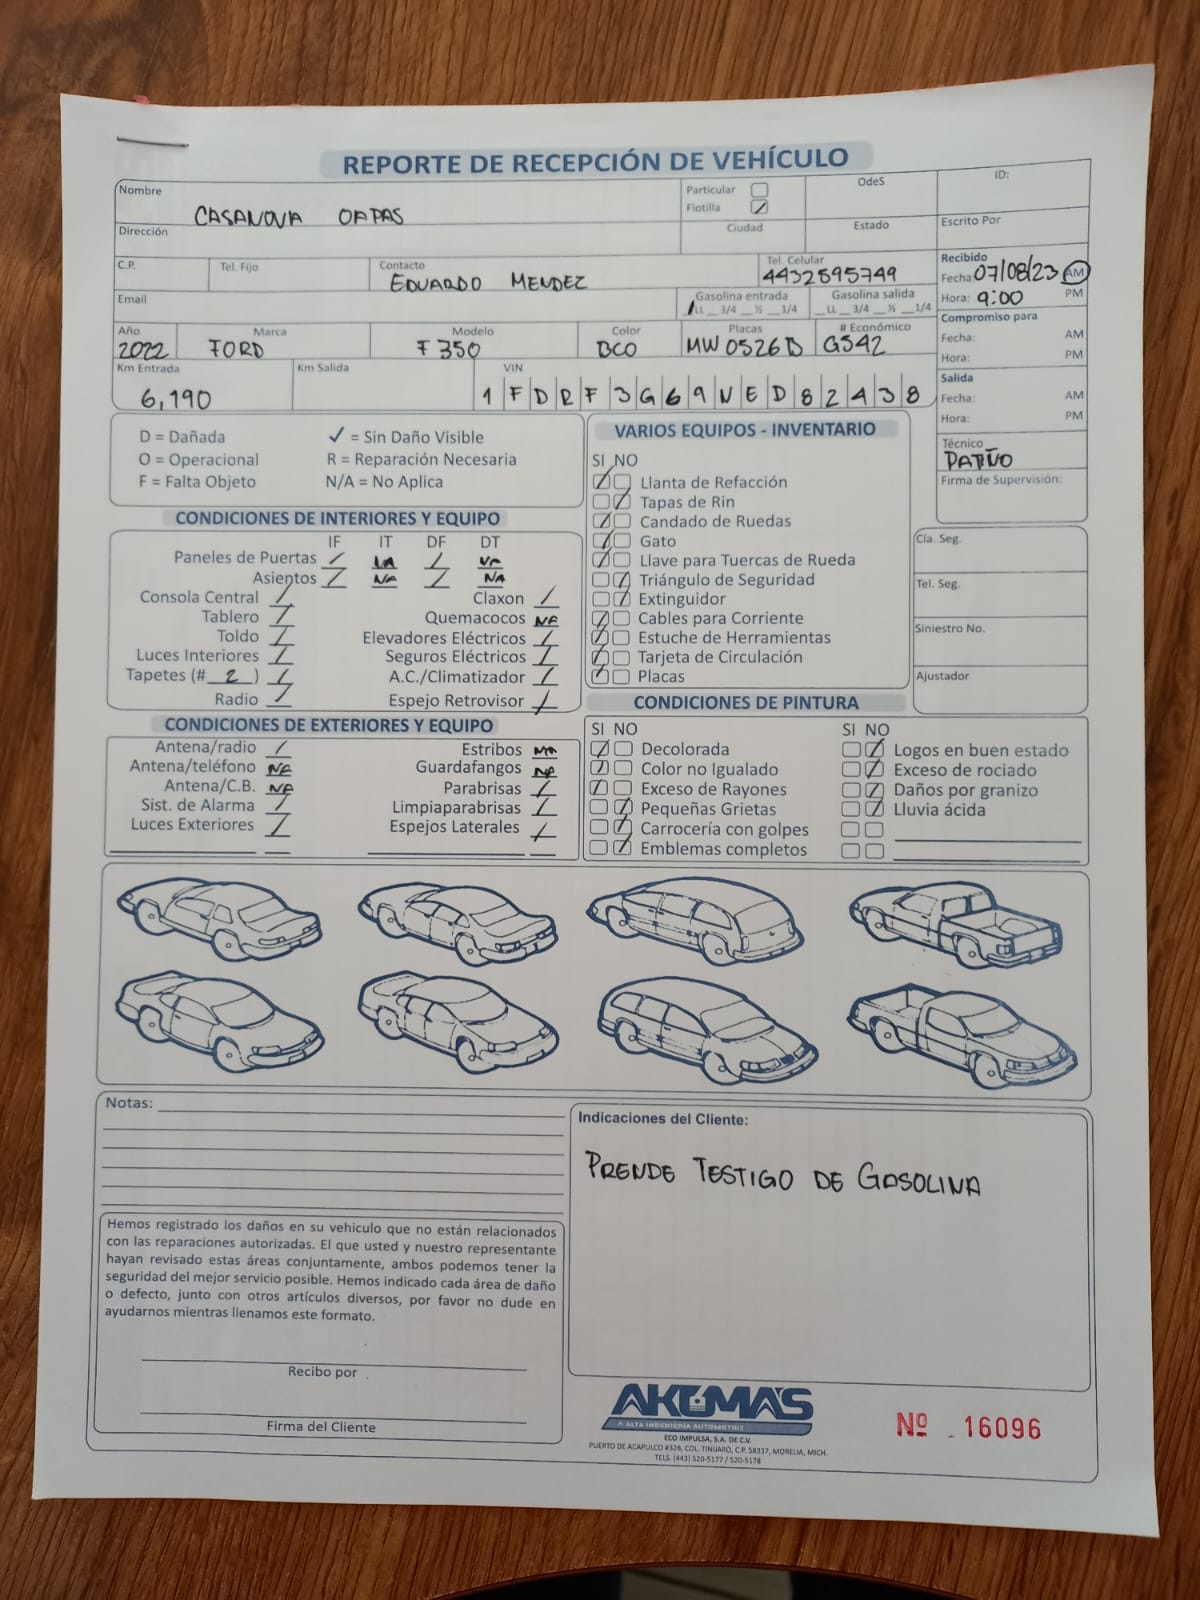 REPORTE DE RECEPCIÓN DE VEHÍCULO
Nombre
CASANOVA OAPAS
Particular
Flotilla
OdeS
ID:
Dirección
Ciudad
Estado
Escrito Por
C.P.
Tel. Fijo
Contacto
EDUARDO MENDEZ
Tel. Celular
4432595749
Recibido
Fecha: 07/08/23 AM
Hora: 9:00 PM
Email
Gasolina entrada
LL _ 3/4 _ ½ _ 1/4
Gasolina salida
_ LL _ 3/4 _ ½ _ 1/4
Compromiso para
Fecha: AM
Hora: PM
Año
2022
Marca
FORD
Modelo
F 350
Color
BCO
Placas
MW0526B
# Económico
G542
Km Entrada
6,190
Km Salida
VIN
1 F D R F 3 G 6 9 N E D 8 2 4 3 8
Salida
Fecha: AM
Hora: PM
Técnico
PATIÑO
Firma de Supervisión:
D = Dañada ✓ = Sin Daño Visible
O = Operacional R = Reparación Necesaria
F = Falta Objeto N/A = No Aplica
CONDICIONES DE INTERIORES Y EQUIPO
IF IT DF DT
Paneles de Puertas / NA / NA
Asientos / NA / NA
Consola Central / Claxon /
Tablero / Quemacocos NA
Toldo / Elevadores Eléctricos /
Luces Interiores / Seguros Eléctricos /
Tapetes (# 2 ) / A.C./Climatizador /
Radio / Espejo Retrovisor /
CONDICIONES DE EXTERIORES Y EQUIPO
Antena/radio / Estribos NA
Antena/teléfono NA Guardafangos NA
Antena/C.B. NA Parabrisas /
Sist. de Alarma / Limpiaparabrisas /
Luces Exteriores / Espejos Laterales /
VARIOS EQUIPOS - INVENTARIO
SI NO
Llanta de Refacción
Tapas de Rin
Candado de Ruedas
Gato
Llave para Tuercas de Rueda
Triángulo de Seguridad
Extinguidor
Cables para Corriente
Estuche de Herramientas
Tarjeta de Circulación
Placas
Cía. Seg.
Tel. Seg.
Siniestro No.
Ajustador
CONDICIONES DE PINTURA
SI NO SI NO
Decolorada Logos en buen estado
Color no Igualado Exceso de rociado
Exceso de Rayones Daños por granizo
Pequeñas Grietas Lluvia ácida
Carrocería con golpes
Emblemas completos
Notas:
Hemos registrado los daños en su vehiculo que no están relacionados
con las reparaciones autorizadas. El que usted y nuestro representante
hayan revisado estas áreas conjuntamente, ambos podemos tener la
seguridad del mejor servicio posible. Hemos indicado cada área de daño
o defecto, junto con otros artículos diversos, por favor no dude en
ayudarnos mientras llenamos este formato.
Recibo por
Firma del Cliente
Indicaciones del Cliente:
PRENDE TESTIGO DE GASOLINA
AKUMAS
A ALTA INGENIERÍA AUTOMOTRIZ
ECO IMPULSA, S.A. DE C.V.
PUERTO DE ACAPULCO #328, COL. TINIJARO, C.P. 58337, MORELIA, MICH.
TELS: (443) 520-5177 / 520-5178
Nº 16096